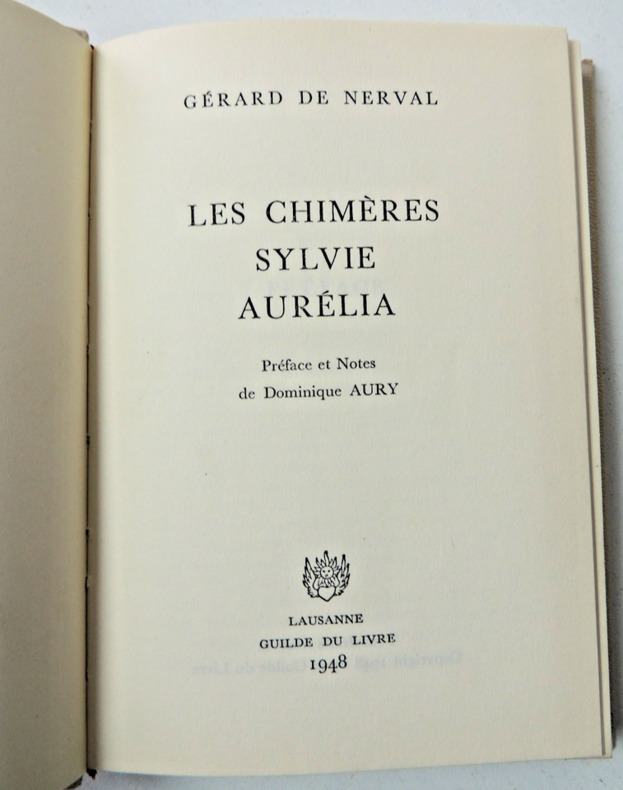 GÉRARD DE NERVAL
LES CHIMÈRES
SYLVIE
AURÉLIA
Préface et Notes
de Dominique AURY
LAUSANNE
GUILDE DU LIVRE
1948